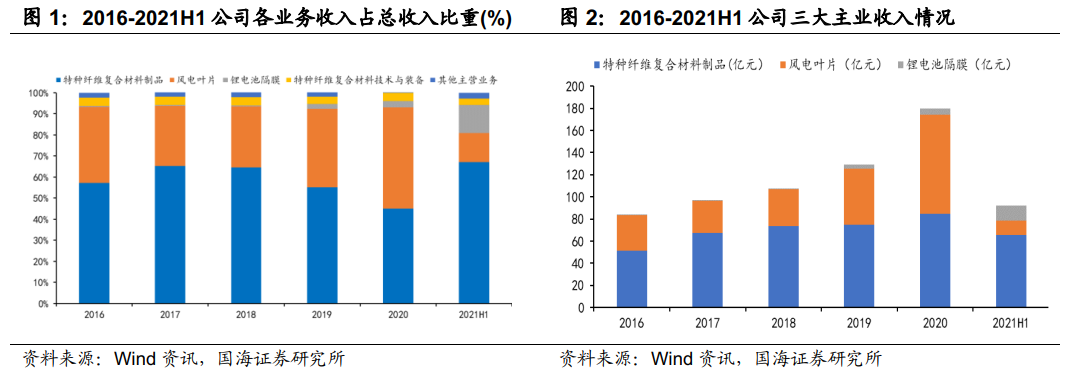 图 1：2016-2021H1 公司各业务收入占总收入比重(%)
特种纤维复合材料制品 风电叶片 锂电池隔膜 特种纤维复合材料技术与装备 其他主营业务
100%
90%
80%
70%
60%
50%
40%
30%
20%
10%
0%
2016 2017 2018 2019 2020 2021H1
资料来源：Wind 资讯，国海证券研究所
图 2：2016-2021H1 公司三大主业收入情况
特种纤维复合材料制品(亿元) 风电叶片（亿元） 锂电池隔膜（亿元）
200
180
160
140
120
100
80
60
40
20
0
2016 2017 2018 2019 2020 2021H1
资料来源：Wind 资讯，国海证券研究所